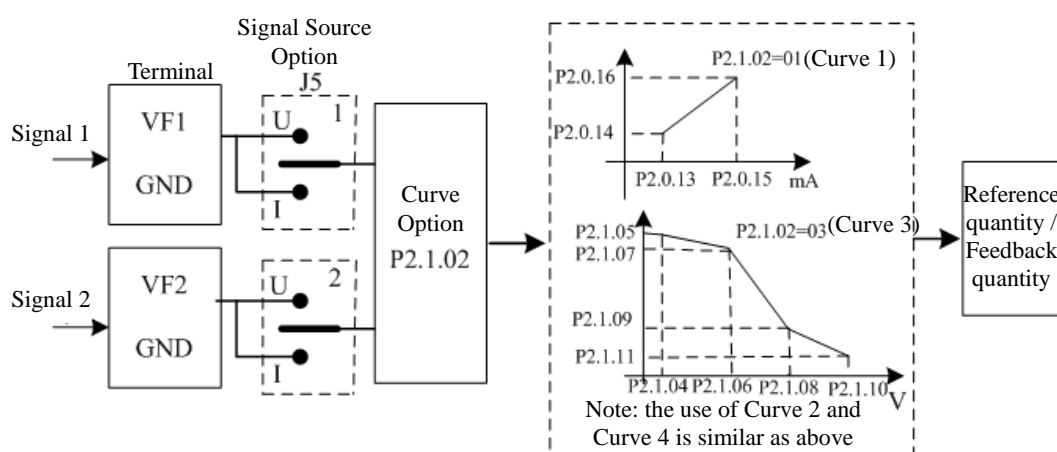 Signal Source
Option
J5
Terminal
Signal 1
VF1
GND
U
1
I
Signal 2
VF2
GND
U
2
I
Curve
Option
P2.1.02
P2.1.02=01(Curve 1)
P2.0.16
P2.0.14
P2.0.13
P2.0.15
mA
P2.1.02=03(Curve 3)
P2.1.05
P2.1.07
P2.1.09
P2.1.11
P2.1.04
P2.1.06
P2.1.08
P2.1.10
V
Note: the use of Curve 2 and
Curve 4 is similar as above
Reference
quantity /
Feedback
quantity